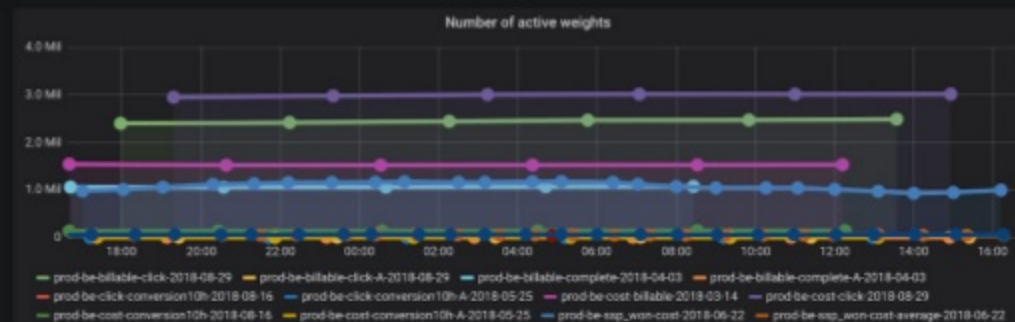 Number of active weights
4.0 Mil
3.0 Mil
2.0 Mil
1.0 Mil
0
18:00 20:00 22:00 00:00 02:00 04:00 06:00 08:00 10:00 12:00 14:00 16:00
prod-be-billable-click-2018-08-29 prod-be-billable-click-A-2018-08-29 prod-be-billable-complete-2018-04-03 prod-be-billable-complete-A-2018-04-03
prod-be-click-conversion10h-2018-08-16 prod-be-click-conversion10h-A-2018-05-25 prod-be-cost-billable-2018-03-14 prod-be-cost-click-2018-08-29
prod-be-cost-conversion10h-2018-08-16 prod-be-cost-conversion10h-A-2018-05-25 prod-be-ssp_won-cost-2018-06-22 prod-be-ssp_won-cost-average-2018-06-22